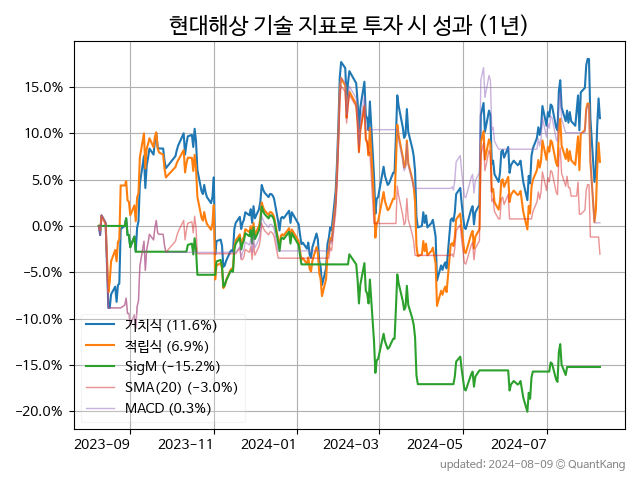 현대해상 기술 지표로 투자 시 성과 (1년)
15.0%
10.0%
5.0%
0.0%
−5.0%
−10.0%
−15.0%
−20.0%
거치식 (11.6%)
적립식 (6.9%)
SigM (−15.2%)
SMA(20) (−3.0%)
MACD (0.3%)
2023-09 2023-11 2024-01 2024-03 2024-05 2024-07
updated: 2024-08-09 © QuantKang